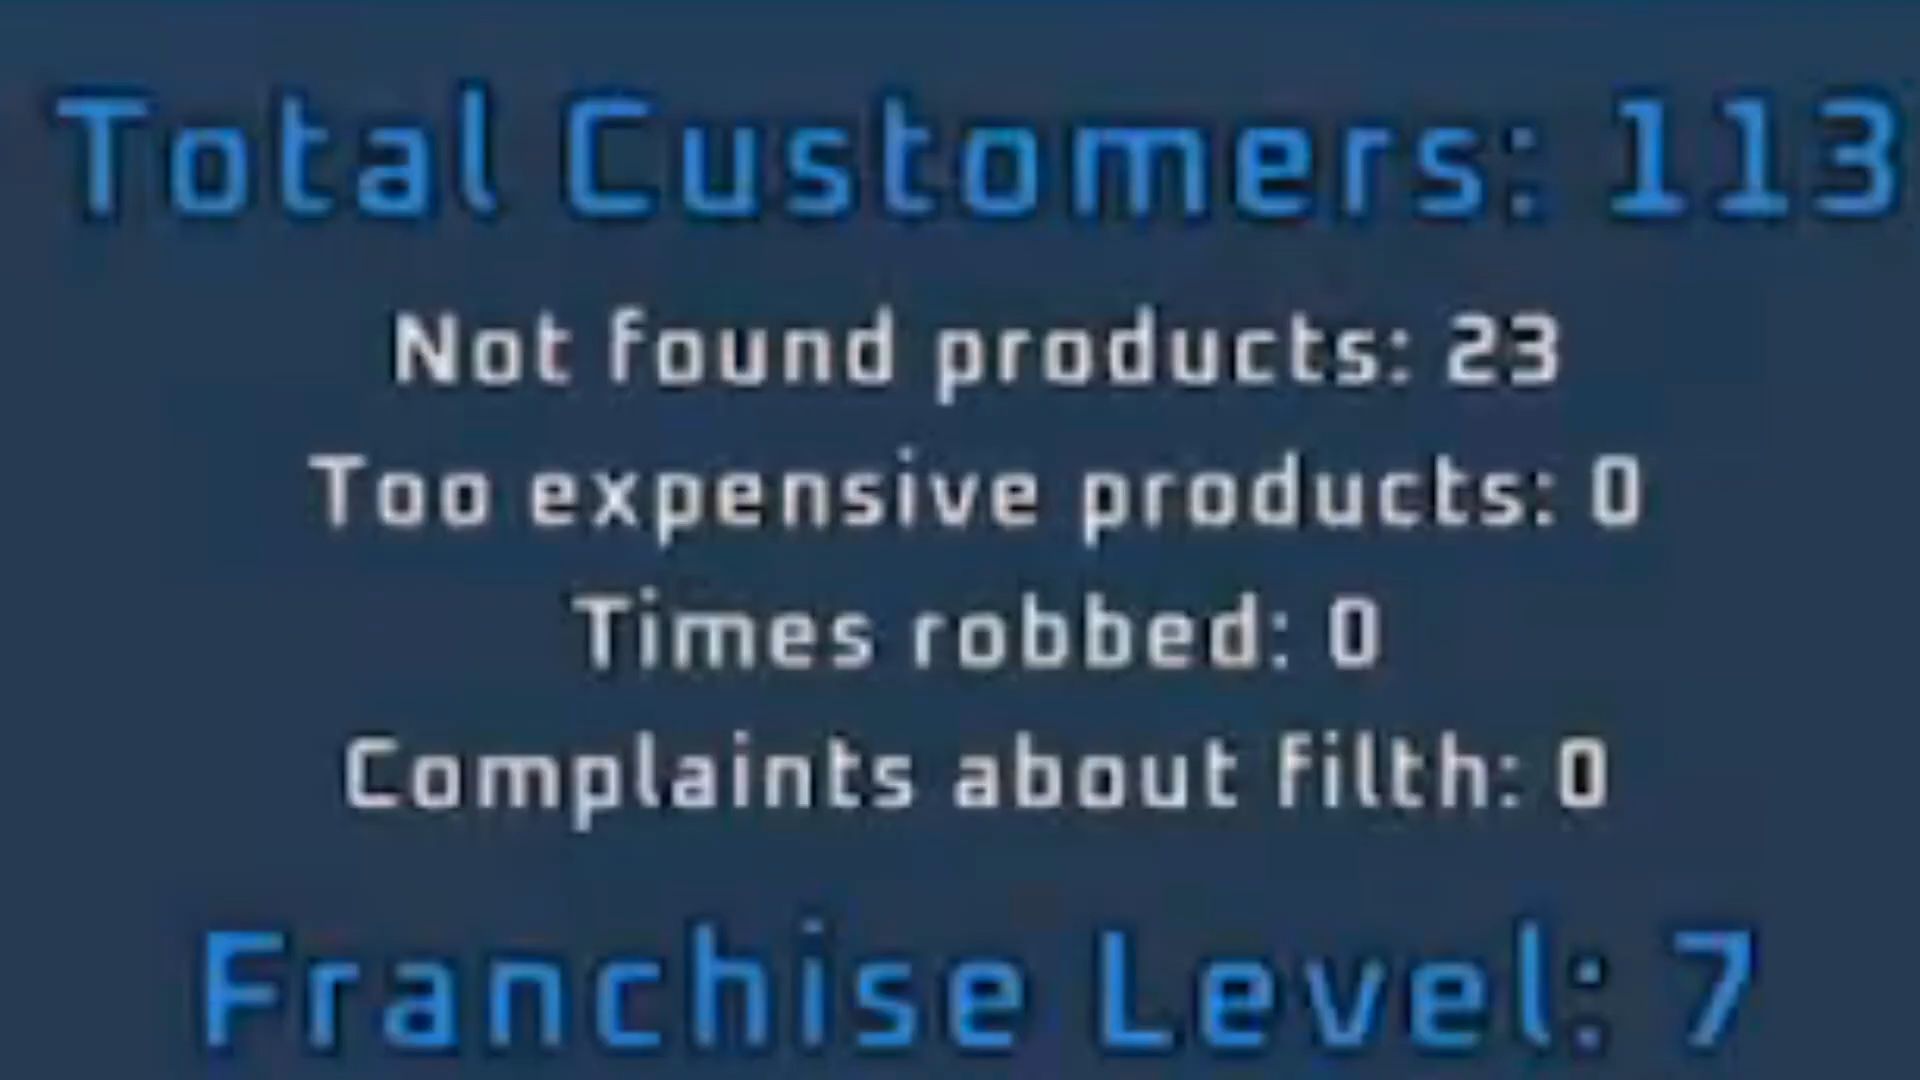 Total Customers: 113
Not found products: 23
Too expensive products: 0
Times robbed: 0
Complaints about filth: 0
Franchise Level: 7